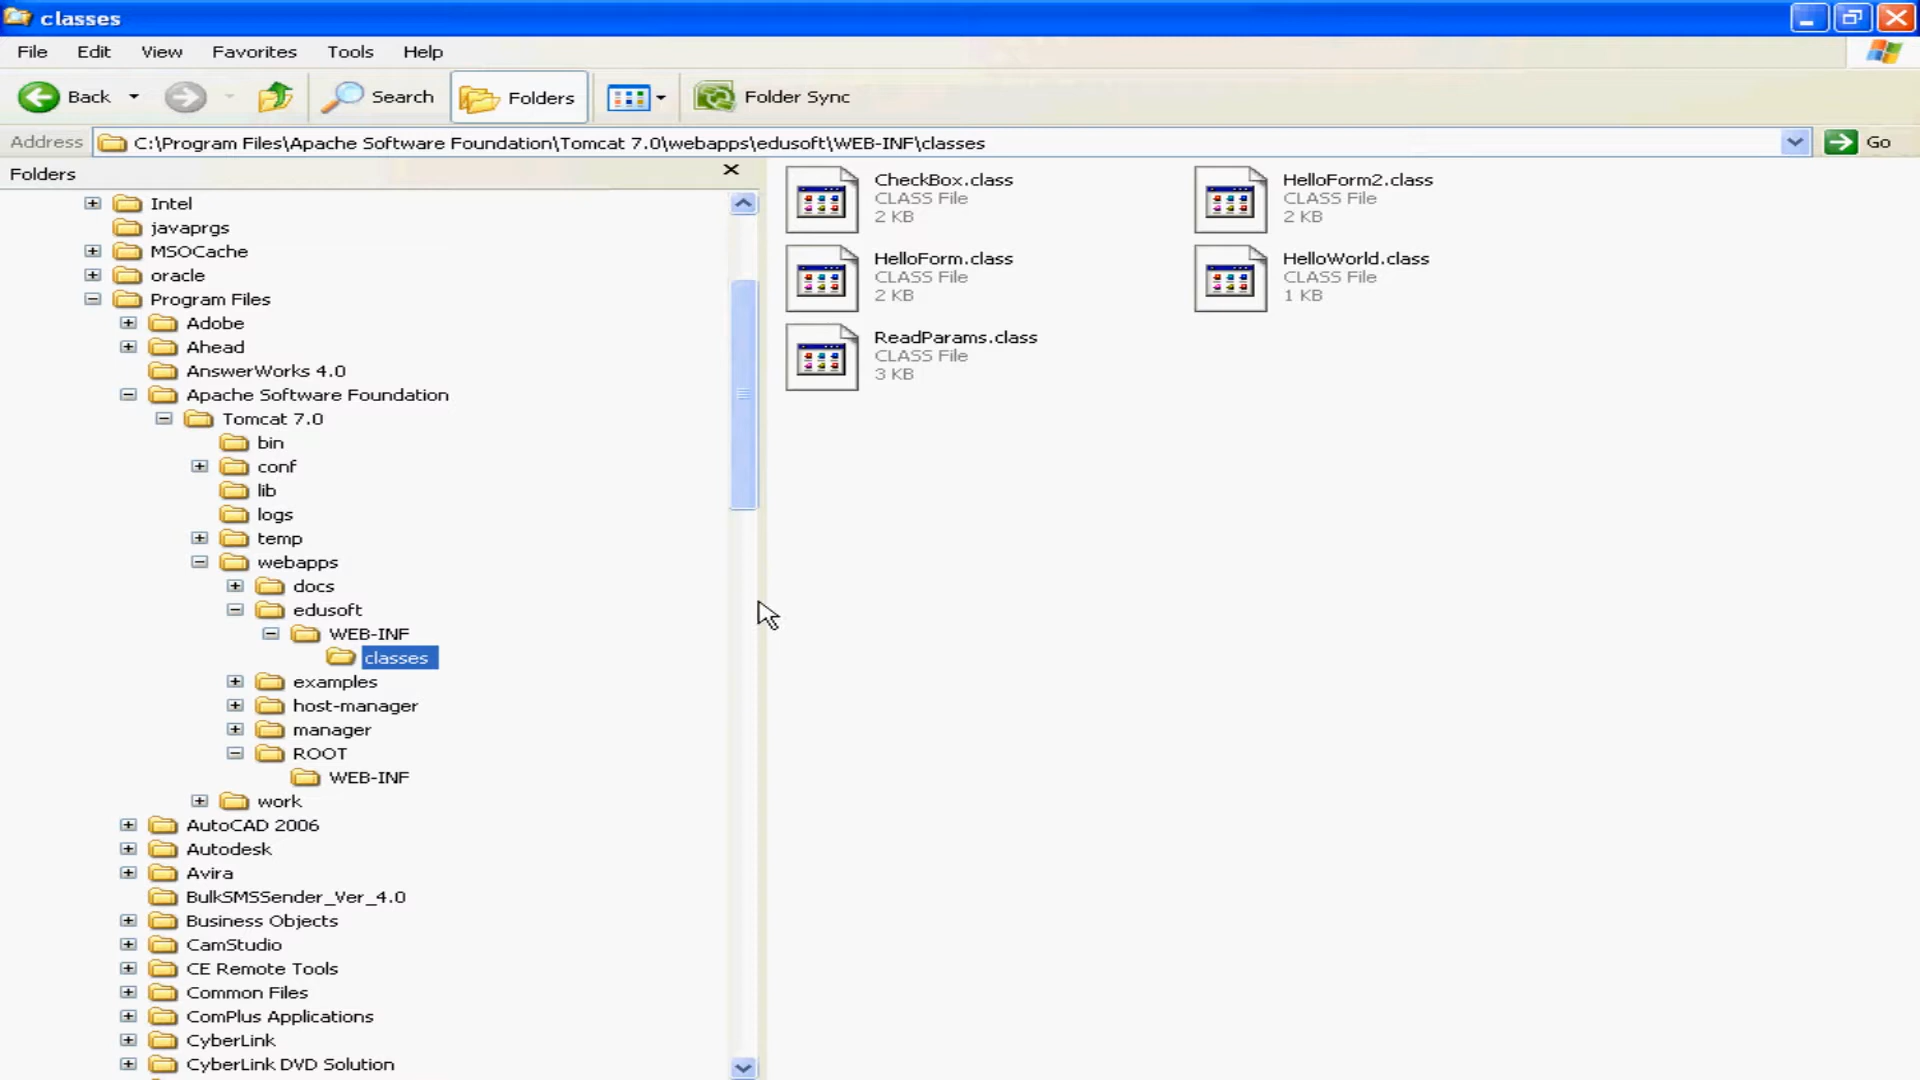 classes
File Edit View Favorites Tools Help
Back Search Folders Folder Sync
Address C:\Program Files\Apache Software Foundation\Tomcat 7.0\webapps\edusoft\WEB-INF\classes Go
Folders
Intel
javaprgs
MSOCache
oracle
Program Files
Adobe
Ahead
AnswerWorks 4.0
Apache Software Foundation
Tomcat 7.0
bin
conf
lib
logs
temp
webapps
docs
edusoft
WEB-INF
classes
examples
host-manager
manager
ROOT
WEB-INF
work
AutoCAD 2006
Autodesk
Avira
BulkSMSSender_Ver_4.0
Business Objects
CamStudio
CE Remote Tools
Common Files
ComPlus Applications
CyberLink
CyberLink DVD Solution
CheckBox.class
CLASS File
2 KB
HelloForm2.class
CLASS File
2 KB
HelloForm.class
CLASS File
2 KB
HelloWorld.class
CLASS File
1 KB
ReadParams.class
CLASS File
3 KB